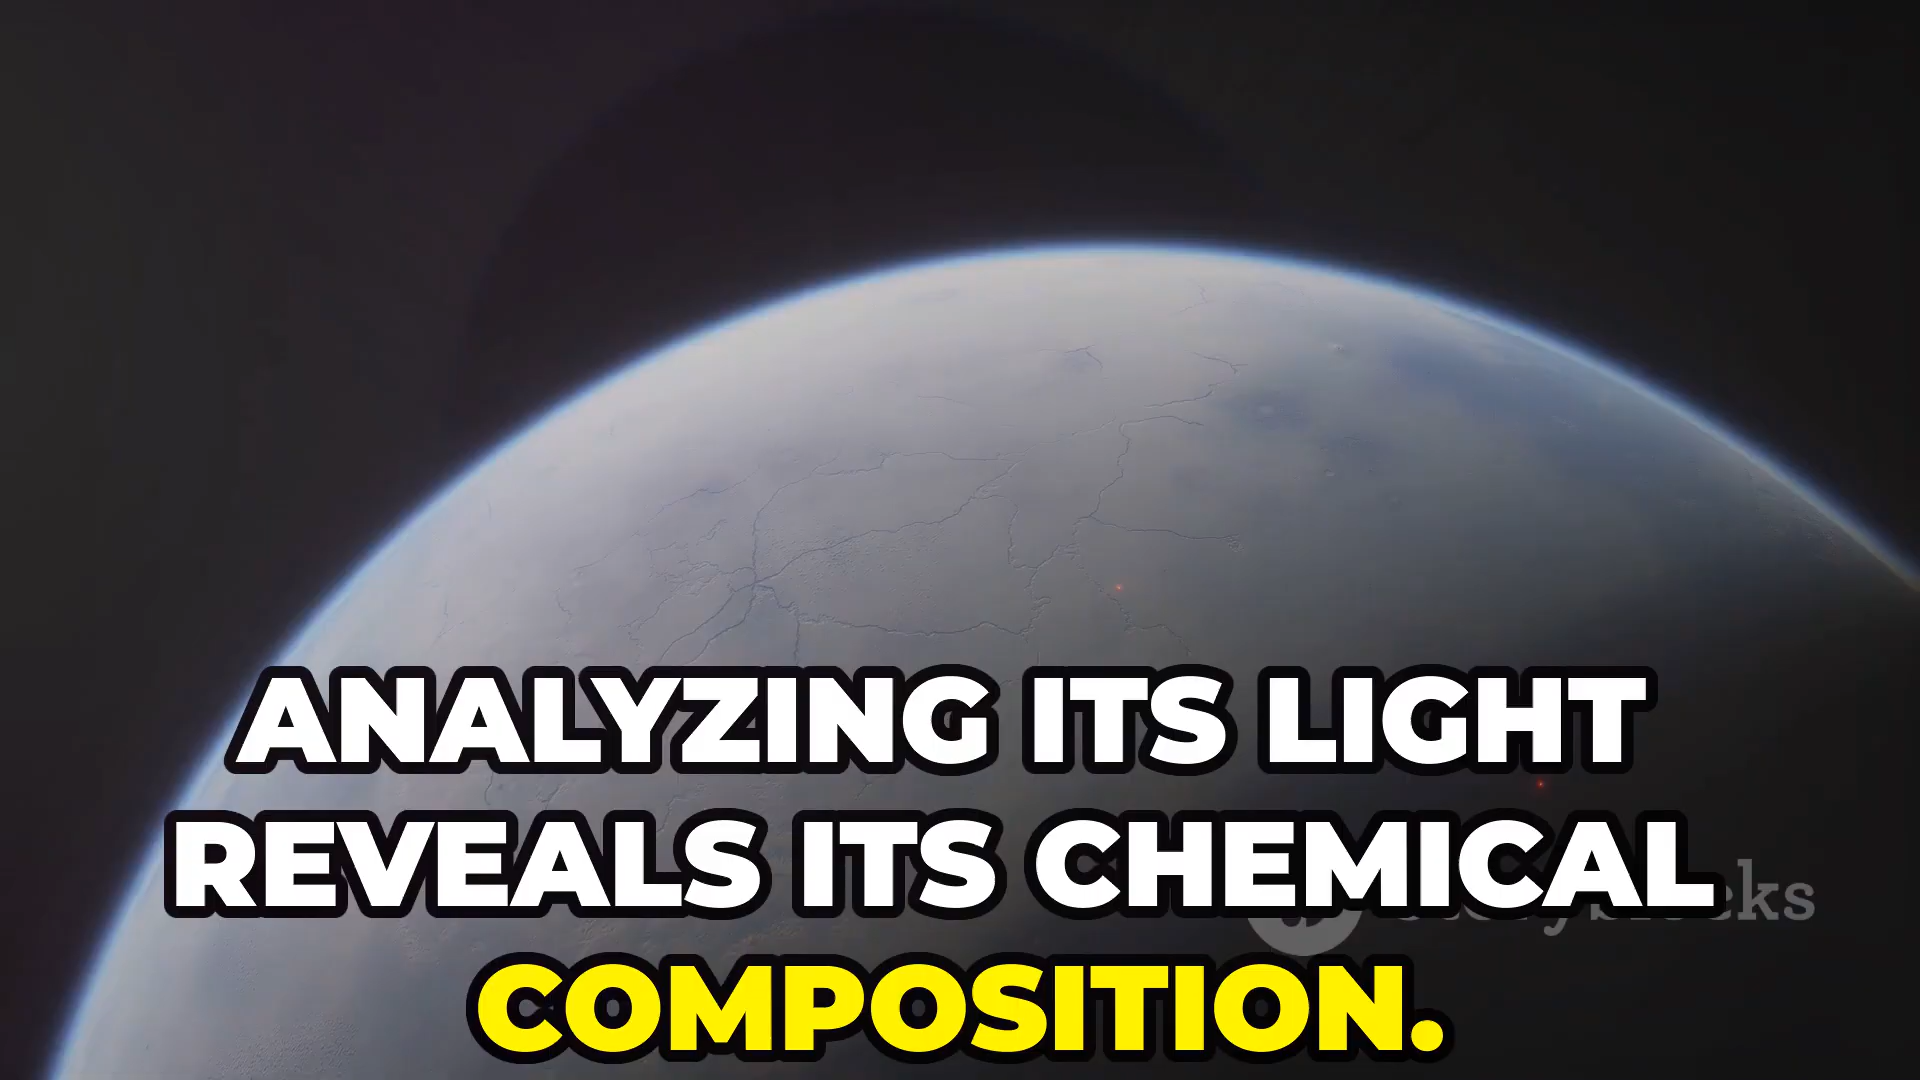 ANALYZING ITS LIGHT
REVEALS ITS CHEMICAL
COMPOSITION.